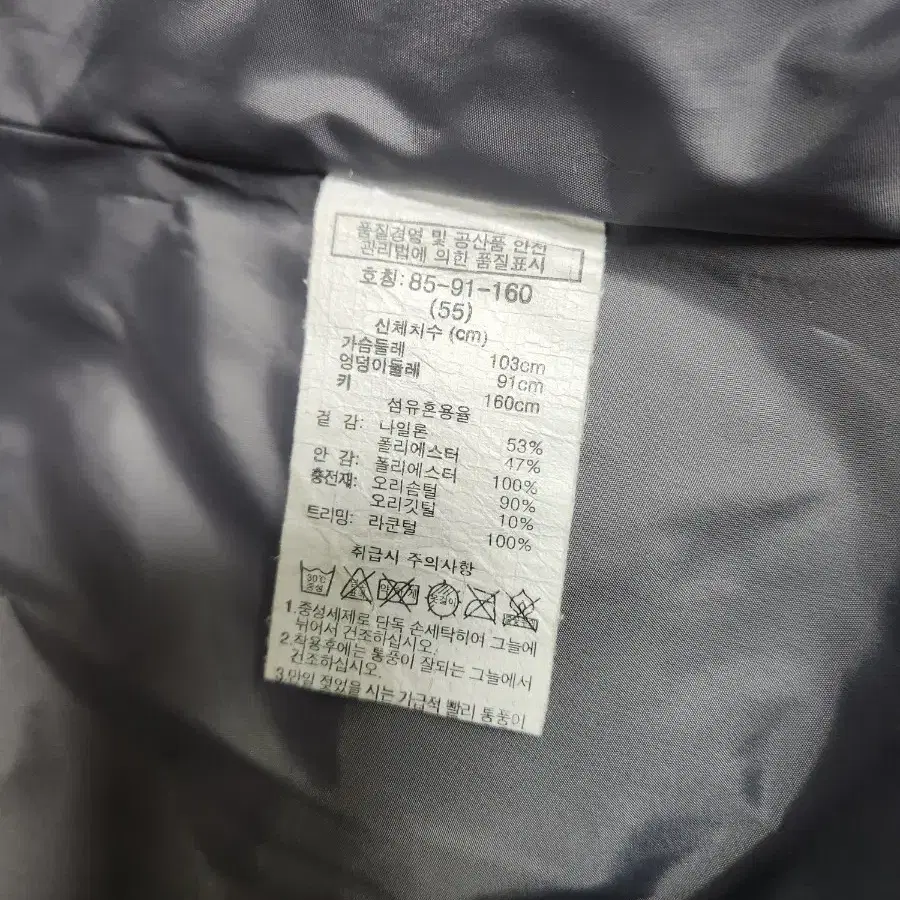 품질경영 및 공산품 안전
관리법에 의한 품질표시
호칭: 85-91-160
(55)
신체치수 (cm)
가슴둘레 103cm
엉덩이둘레 91cm
키 160cm
섬유혼용율
겉 감: 나일론 53%
폴리에스터 47%
안 감: 폴리에스터 100%
충전재: 오리솜털 90%
오리깃털 10%
트리밍: 라쿤털 100%
취급시 주의사항
30℃
중성
옷걸이
1.중성세제로 단독 손세탁히여 그늘에
뉘어서 건조하십시오.
2.착용후에는 통풍이 잘되는 그늘에서
건조하십시오.
3.만일 젖었을 시는 가급적 빨리 통풍이